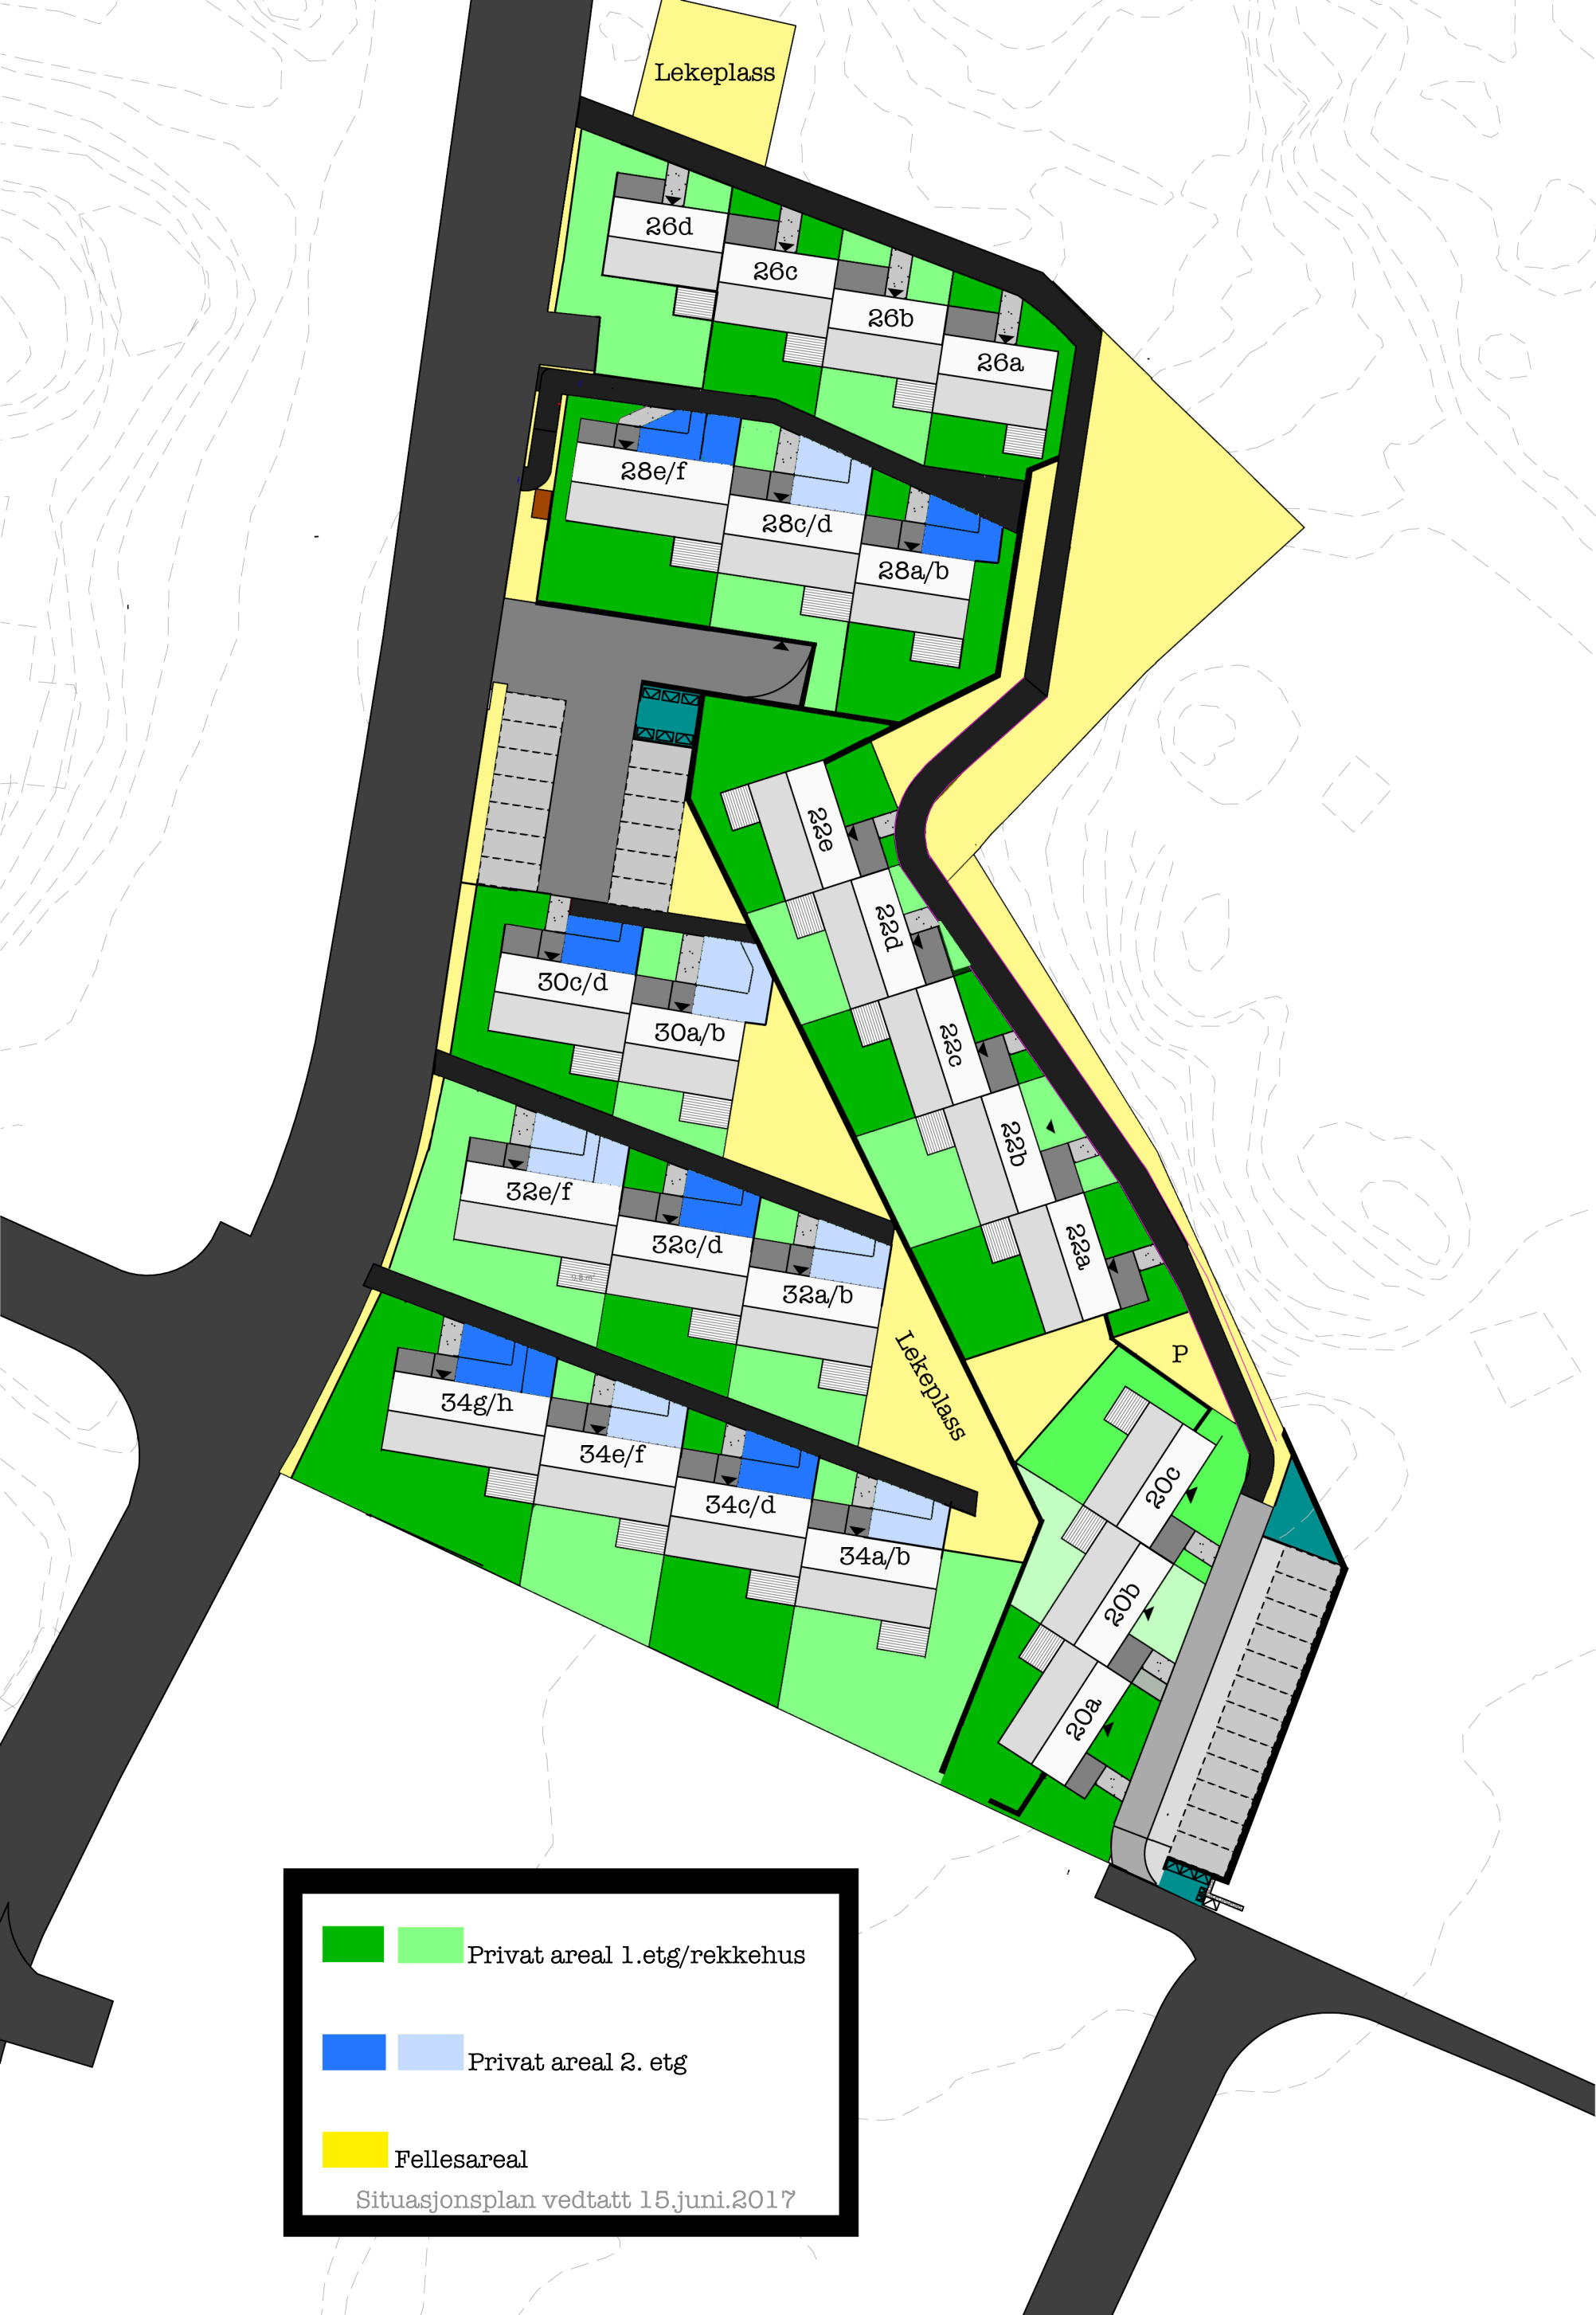 Lekeplass
26d
26c
26b
26a
28e/f
28c/d
28a/b
22e
22d
22c
22b
22a
30c/d
30a/b
32e/f
32c/d
32a/b
Lekeplass
P
34g/h
34e/f
34c/d
34a/b
20c
20b
20a
Privat areal 1.etg/rekkehus
Privat areal 2. etg
Fellesareal
Situasjonsplan vedtatt 15.juni.2017